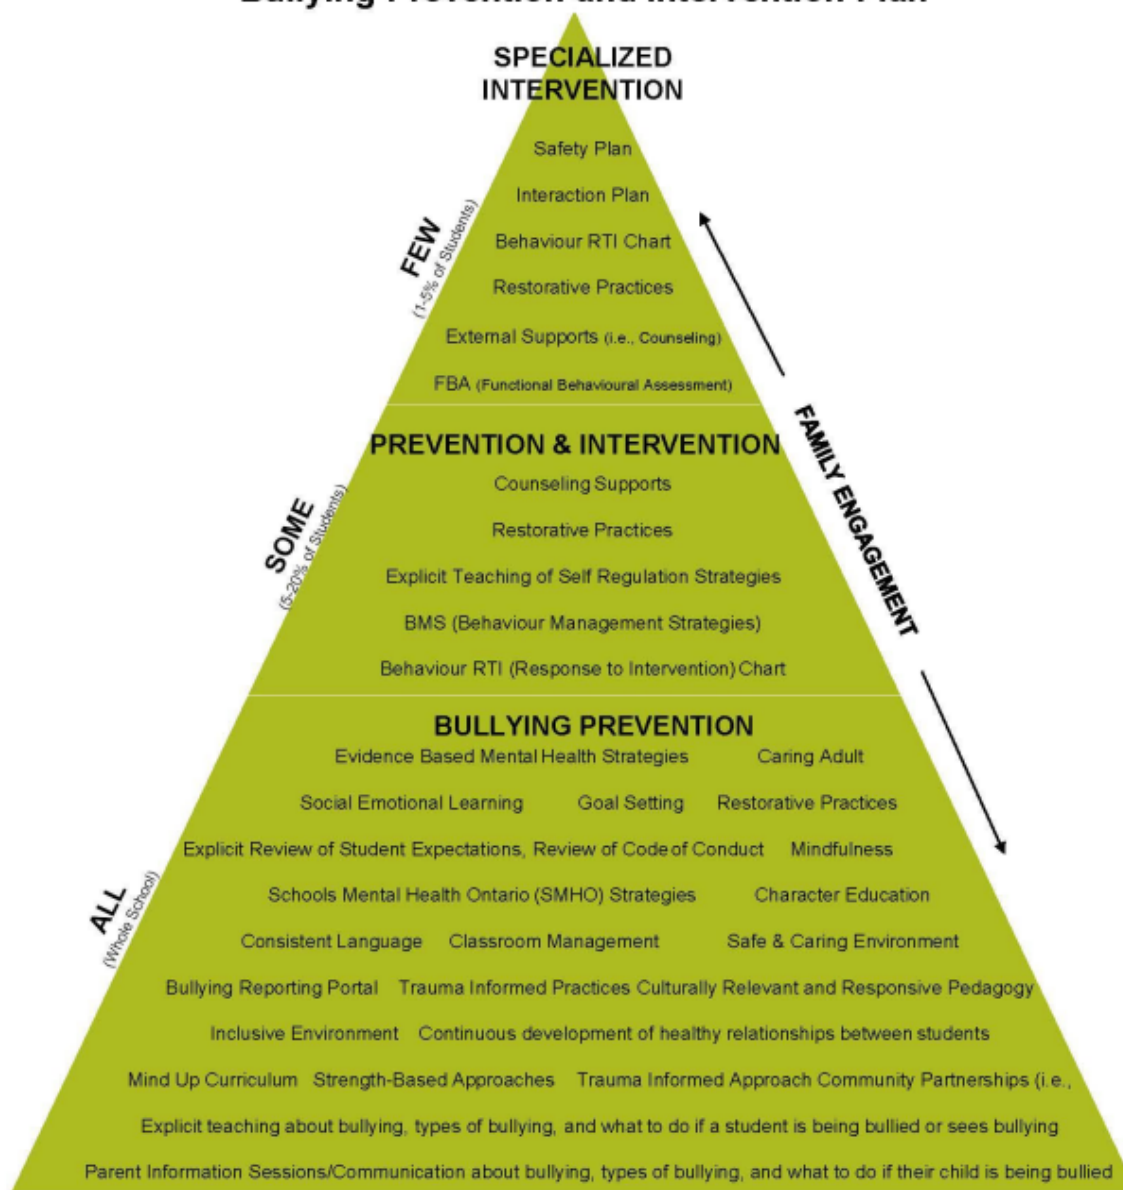 Bullying Prevention and Intervention Plan
SPECIALIZED
INTERVENTION
Safety Plan
Interaction Plan
Behaviour RTI Chart
Restorative Practices
External Supports (i.e., Counseling)
FBA (Functional Behavioural Assessment)
FEW
(1-5% of Students)
PREVENTION & INTERVENTION
Counseling Supports
Restorative Practices
Explicit Teaching of Self Regulation Strategies
BMS (Behaviour Management Strategies)
Behaviour RTI (Response to Intervention) Chart
SOME
(5-20% of Students)
FAMILY ENGAGEMENT
BULLYING PREVENTION
Evidence Based Mental Health Strategies Caring Adult
Social Emotional Learning Goal Setting Restorative Practices
Explicit Review of Student Expectations, Review of Code of Conduct Mindfulness
Schools Mental Health Ontario (SMHO) Strategies Character Education
Consistent Language Classroom Management Safe & Caring Environment
Bullying Reporting Portal Trauma Informed Practices Culturally Relevant and Responsive Pedagogy
Inclusive Environment Continuous development of healthy relationships between students
Mind Up Curriculum Strength-Based Approaches Trauma Informed Approach Community Partnerships (i.e.,
Explicit teaching about bullying, types of bullying, and what to do if a student is being bullied or sees bullying
Parent Information Sessions/Communication about bullying, types of bullying, and what to do if their child is being bullied
ALL
(Whole School)